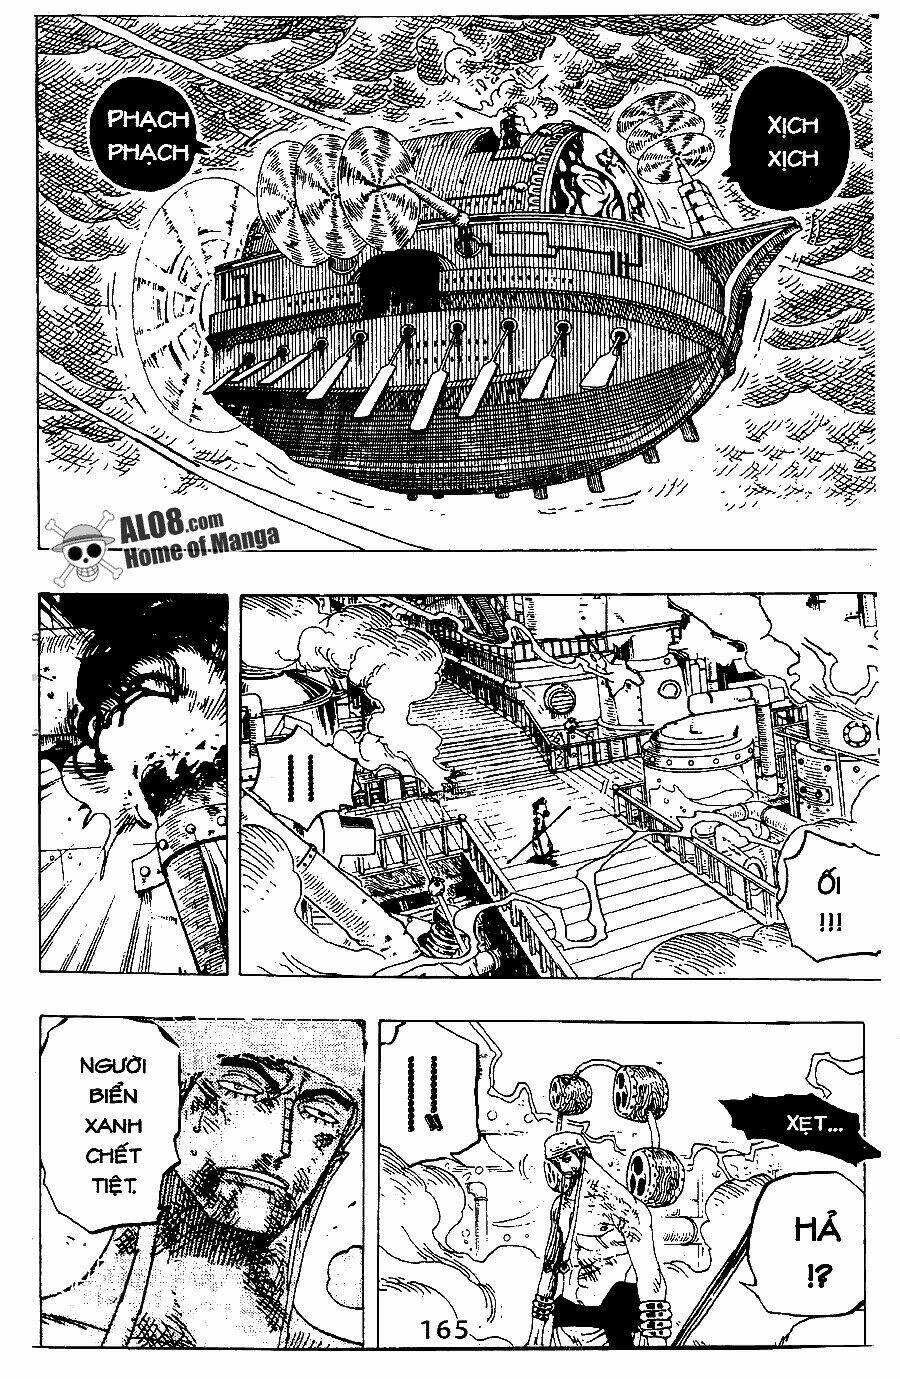 PHẠCH
PHẠCH
XỊCH
XỊCH
AL08.com
Home of Manga
!!
ỐI
!!!
NGƯỜI
BIỂN
XANH
CHẾT
TIỆT.
XẸT...
HẢ
!?
165